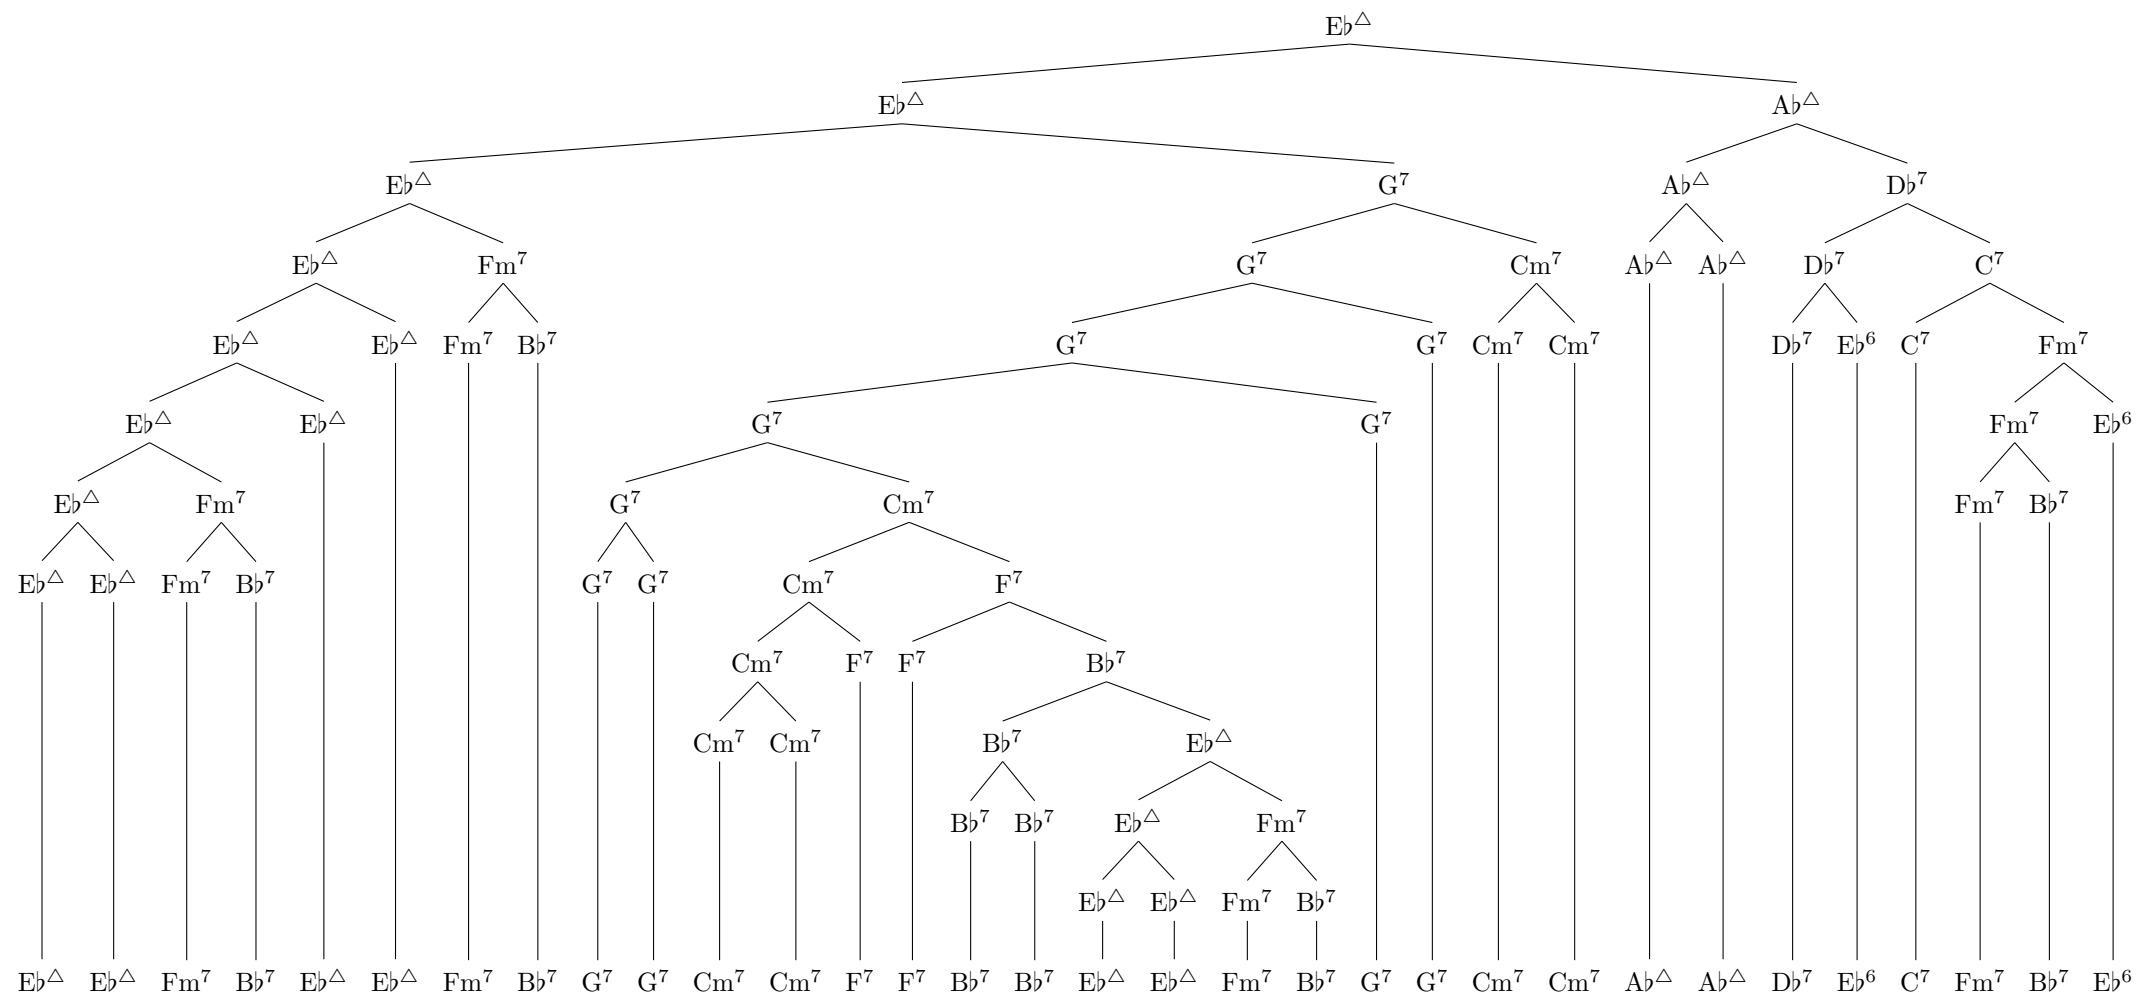 E♭△
E♭△ A♭△
E♭△ G⁷ A♭△ D♭⁷
E♭△ Fm⁷ G⁷ Cm⁷ A♭△ A♭△ D♭⁷ C⁷
E♭△ E♭△ Fm⁷ B♭⁷ G⁷ G⁷ Cm⁷ Cm⁷ D♭⁷ E♭⁶ C⁷ Fm⁷
E♭△ E♭△ G⁷ G⁷ Fm⁷ E♭⁶
E♭△ Fm⁷ G⁷ Cm⁷ Fm⁷ B♭⁷
E♭△ E♭△ Fm⁷ B♭⁷ G⁷ G⁷ Cm⁷ F⁷
Cm⁷ F⁷ F⁷ B♭⁷
Cm⁷ Cm⁷ B♭⁷ E♭△
B♭⁷ B♭⁷ E♭△ Fm⁷
E♭△ E♭△ Fm⁷ B♭⁷
E♭△ E♭△ Fm⁷ B♭⁷ E♭△ E♭△ Fm⁷ B♭⁷ G⁷ G⁷ Cm⁷ Cm⁷ F⁷ F⁷ B♭⁷ B♭⁷ E♭△ E♭△ Fm⁷ B♭⁷ G⁷ G⁷ Cm⁷ Cm⁷ A♭△ A♭△ D♭⁷ E♭⁶ C⁷ Fm⁷ B♭⁷ E♭⁶